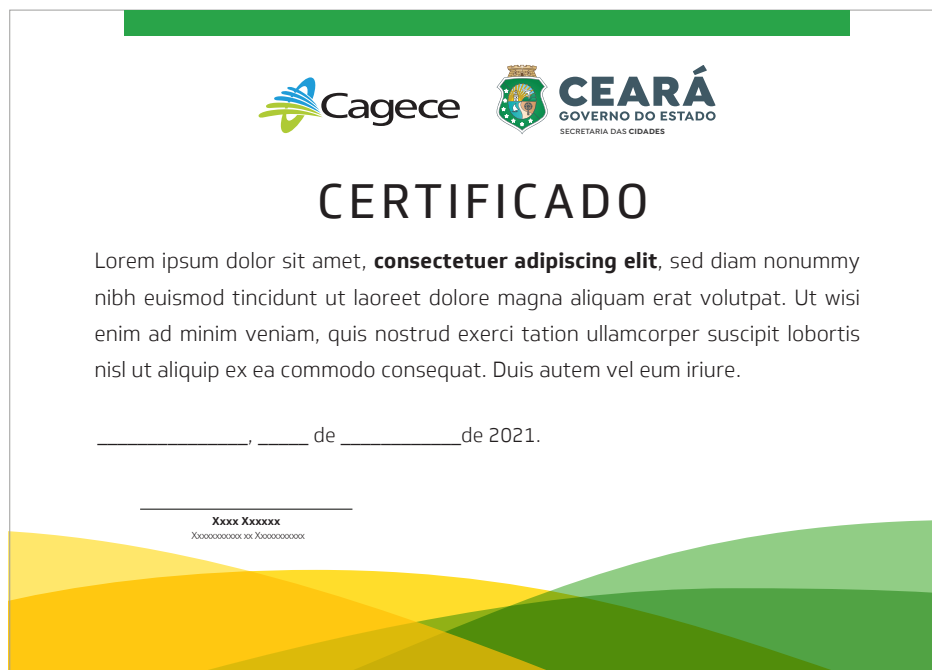 Cagece
CEARÁ
GOVERNO DO ESTADO
SECRETARIA DAS CIDADES
CERTIFICADO
Lorem ipsum dolor sit amet, consectetuer adipiscing elit, sed diam nonummy
nibh euismod tincidunt ut laoreet dolore magna aliquam erat volutpat. Ut wisi
enim ad minim veniam, quis nostrud exerci tation ullamcorper suscipit lobortis
nisl ut aliquip ex ea commodo consequat. Duis autem vel eum iriure.
_______________, _____ de ____________de 2021.
Xxxx Xxxxxx
Xxxxxxxxxx xx Xxxxxxxxxx